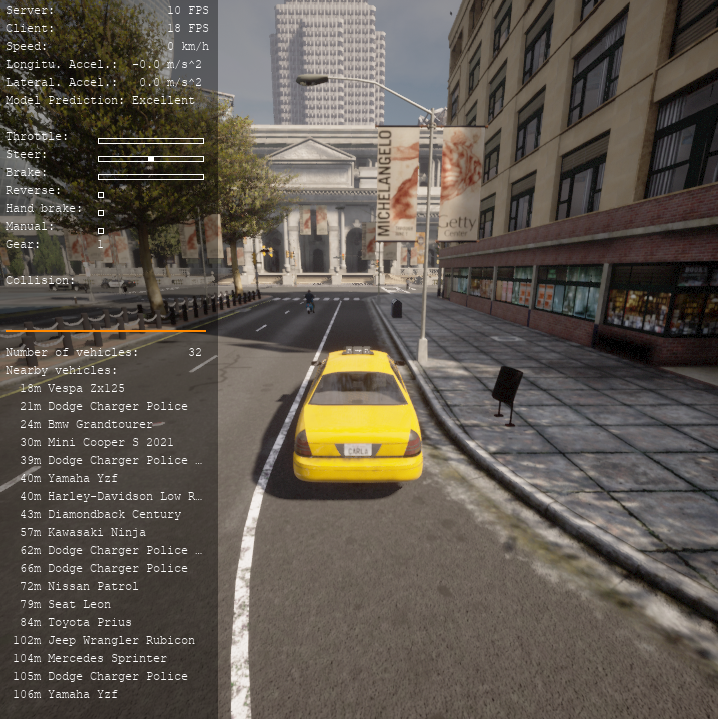 Server: 10 FPS
Client: 18 FPS
Speed: 0 km/h
Longitu. Accel.: -0.0 m/s^2
Lateral. Accel.: 0.0 m/s^2
Model Prediction: Excellent
Throttle:
Steer:
Brake:
Reverse:
Hand brake:
Manual:
Gear: 1
Collision:
Number of vehicles: 32
Nearby vehicles:
18m Vespa Zx125
21m Dodge Charger Police
24m Bmw Grandtourer
30m Mini Cooper S 2021
39m Dodge Charger Police …
40m Yamaha Yzf
40m Harley-Davidson Low R…
43m Diamondback Century
57m Kawasaki Ninja
62m Dodge Charger Police …
66m Dodge Charger Police
72m Nissan Patrol
79m Seat Leon
84m Toyota Prius
102m Jeep Wrangler Rubicon
104m Mercedes Sprinter
105m Dodge Charger Police
106m Yamaha Yzf
MICHELANGELO
Getty
Center
CARLA